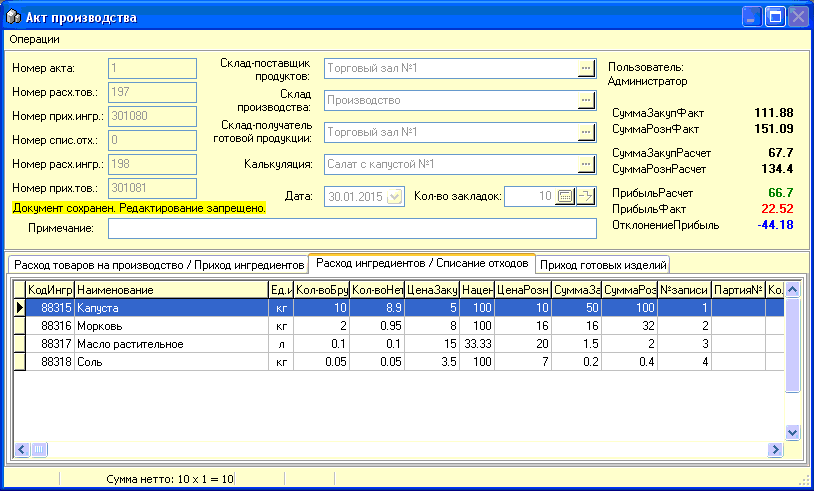 Акт производства
Операции
Номер акта: 1
Номер расх.тов.: 197
Номер прих.ингр.: 301080
Номер спис.отх.: 0
Номер расх.ингр.: 198
Номер прих.тов.: 301081
Документ сохранен. Редактирование запрещено.
Примечание:
Склад-поставщик
продуктов: Торговый зал №1 ...
Склад
производства: Производство ...
Склад-получатель
готовой продукции: Торговый зал №1 ...
Калькуляция: Салат с капустой №1 ...
Дата: 30.01.2015 Кол-во закладок: 10
Пользователь:
Администратор
СуммаЗакупФакт 111.88
СуммаРознФакт 151.09
СуммаЗакупРасчет 67.7
СуммаРознРасчет 134.4
ПрибыльРасчет 66.7
ПрибыльФакт 22.52
ОтклонениеПрибыль -44.18
Расход товаров на производство / Приход ингредиентов Расход ингредиентов / Списание отходов Приход готовых изделий
КодИнгр Наименование Ед.и Кол-воБру Кол-воНет ЦенаЗаку Нацен ЦенаРозн СуммаЗа СуммаРоз №записи Партия№ Ко.
88315 Капуста кг 10 8.9 5 100 10 50 100 1
88316 Морковь кг 2 0.95 8 100 16 16 32 2
88317 Масло растительное л 0.1 0.1 15 33.33 20 1.5 2 3
88318 Соль кг 0.05 0.05 3.5 100 7 0.2 0.4 4
Сумма нетто: 10 x 1 = 10